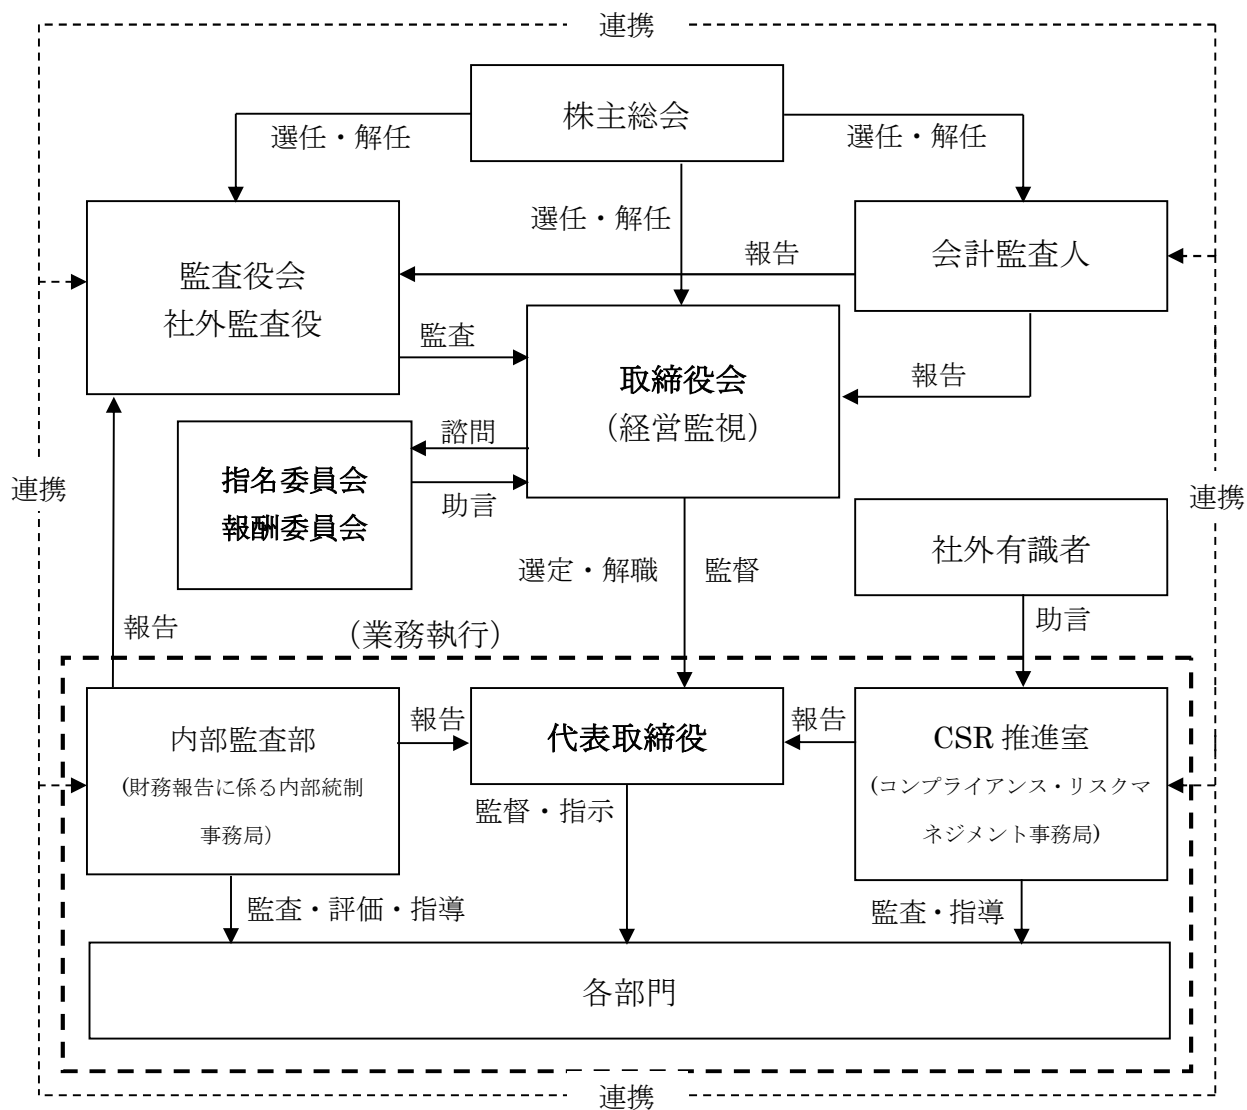 連携
株主総会
選任・解任
選任・解任
選任・解任
報告
会計監査人
監査役会
社外監査役
監査
取締役会
（経営監視）
報告
諮問
指名委員会
報酬委員会
助言
連携
連携
社外有識者
選定・解職
監督
助言
報告
（業務執行）
内部監査部
(財務報告に係る内部統制
事務局）
報告
代表取締役
報告
CSR 推進室
(コンプライアンス・リスクマ
ネジメント事務局)
監督・指示
監査・評価・指導
監査・指導
各部門
連携